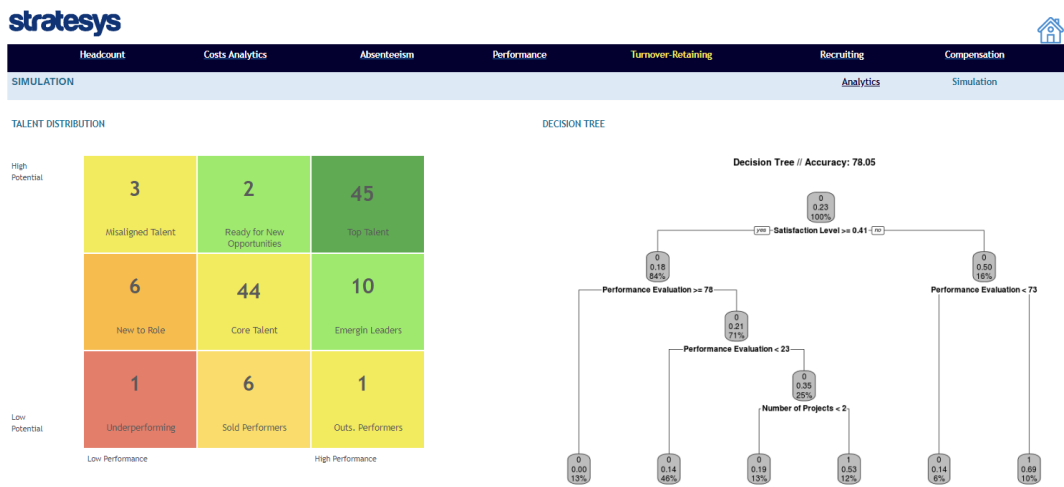 stratesys
Headcount Costs Analytics Absenteeism Performance Turnover-Retaining Recruiting Compensation
SIMULATION Analytics Simulation
TALENT DISTRIBUTION
High
Potential
3
Misaligned Talent
2
Ready for New
Opportunities
45
Top Talent
6
New to Role
44
Core Talent
10
Emergin Leaders
Low
Potential
1
Underperforming
6
Sold Performers
1
Outs. Performers
Low Performance High Performance
DECISION TREE
Decision Tree // Accuracy: 78.05
0
0.23
100%
yes Satisfaction Level >= 0.41 no
0
0.18
84%
Performance Evaluation >= 78
0
0.50
16%
Performance Evaluation < 73
0
0.21
71%
Performance Evaluation < 23
0
0.35
25%
Number of Projects < 2
0
0.00
13%
0
0.14
46%
0
0.19
13%
1
0.53
12%
0
0.14
6%
1
0.69
10%